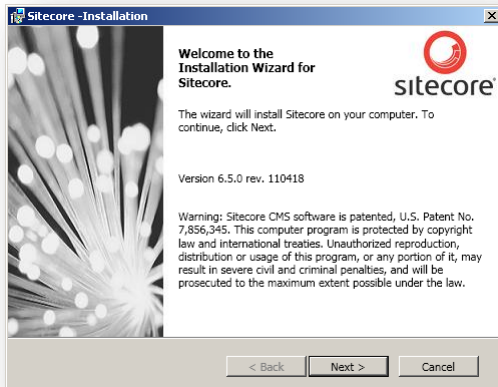 Sitecore -Installation
Welcome to the
Installation Wizard for
Sitecore.
sitecore
The wizard will install Sitecore on your computer. To
continue, click Next.
Version 6.5.0 rev. 110418
Warning: Sitecore CMS software is patented, U.S. Patent No.
7,856,345. This computer program is protected by copyright
law and international treaties. Unauthorized reproduction,
distribution or usage of this program, or any portion of it, may
result in severe civil and criminal penalties, and will be
prosecuted to the maximum extent possible under the law.
< Back Next > Cancel